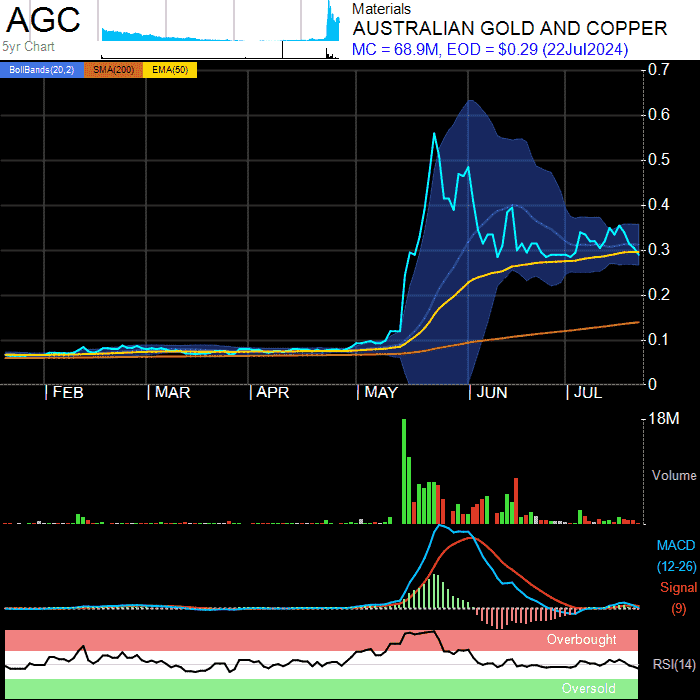 AGC
5yr Chart
Materials
AUSTRALIAN GOLD AND COPPER
MC = 68.9M, EOD = $0.29 (22Jul2024)
BollBands(20,2) SMA(200) EMA(50)
0.7
0.6
0.5
0.4
0.3
0.2
0.1
0
FEB MAR APR MAY JUN JUL
18M
Volume
MACD
(12-26)
Signal
(9)
Overbought
RSI(14)
Oversold